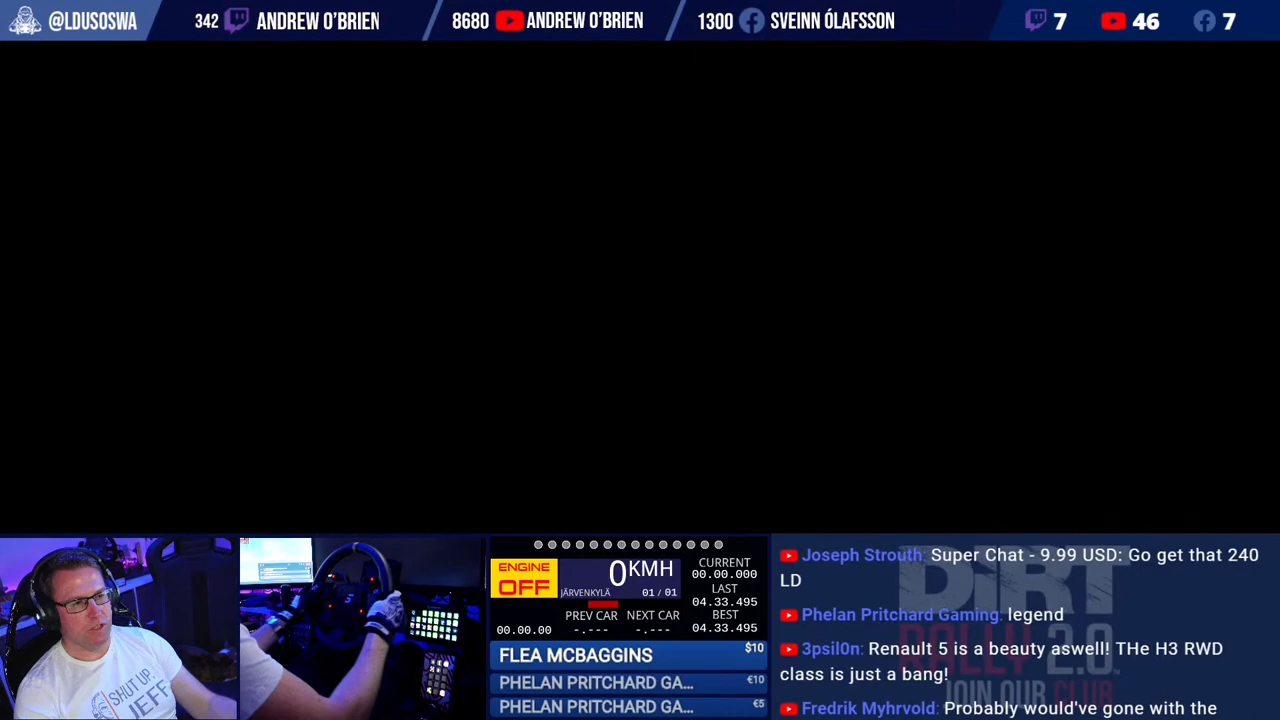 @LDUSOSWA 342 ANDREW O'BRIEN 8680 ANDREW O'BRIEN 1300 SVEINN ÓLAFSSON 7 46 7
SHUT UP,
JEFF
5
ENGINE
OFF
0KMH
JÄRVENKYLÄ 01/01
PREV CAR NEXT CAR
00.00.00 -.--- -.---
CURRENT
00.00.000
LAST
04.33.495
BEST
04.33.495
FLEA MCBAGGINS $10
PHELAN PRITCHARD GA... €10
PHELAN PRITCHARD GA... €5
Joseph Strouth: Super Chat - 9.99 USD: Go get that 240
LD
Phelan Pritchard Gaming: legend
3psil0n: Renault 5 is a beauty aswell! THe H3 RWD
class is just a bang!
Fredrik Myhrvold: Probably would've gone with the
DIRT
RALLY 2.0
JOIN OUR CLUB